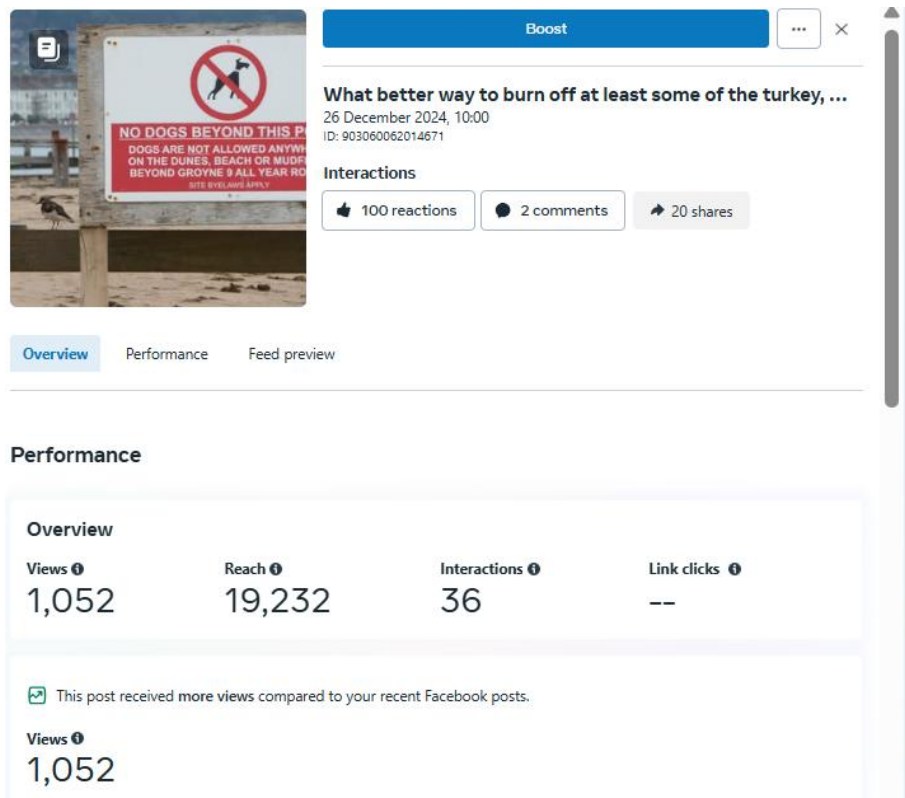 Boost
What better way to burn off at least some of the turkey, ...
26 December 2024, 10:00
ID: 903060062014671
NO DOGS BEYOND THIS P
DOGS ARE NOT ALLOWED ANYWH
ON THE DUNES, BEACH OR MUDF
BEYOND GROYNE 9 ALL YEAR RO
SITE BYELAWS APPLY
Interactions
100 reactions 2 comments 20 shares
Overview Performance Feed preview
Performance
Overview
Views Reach Interactions Link clicks
1,052 19,232 36 --
This post received more views compared to your recent Facebook posts.
Views
1,052